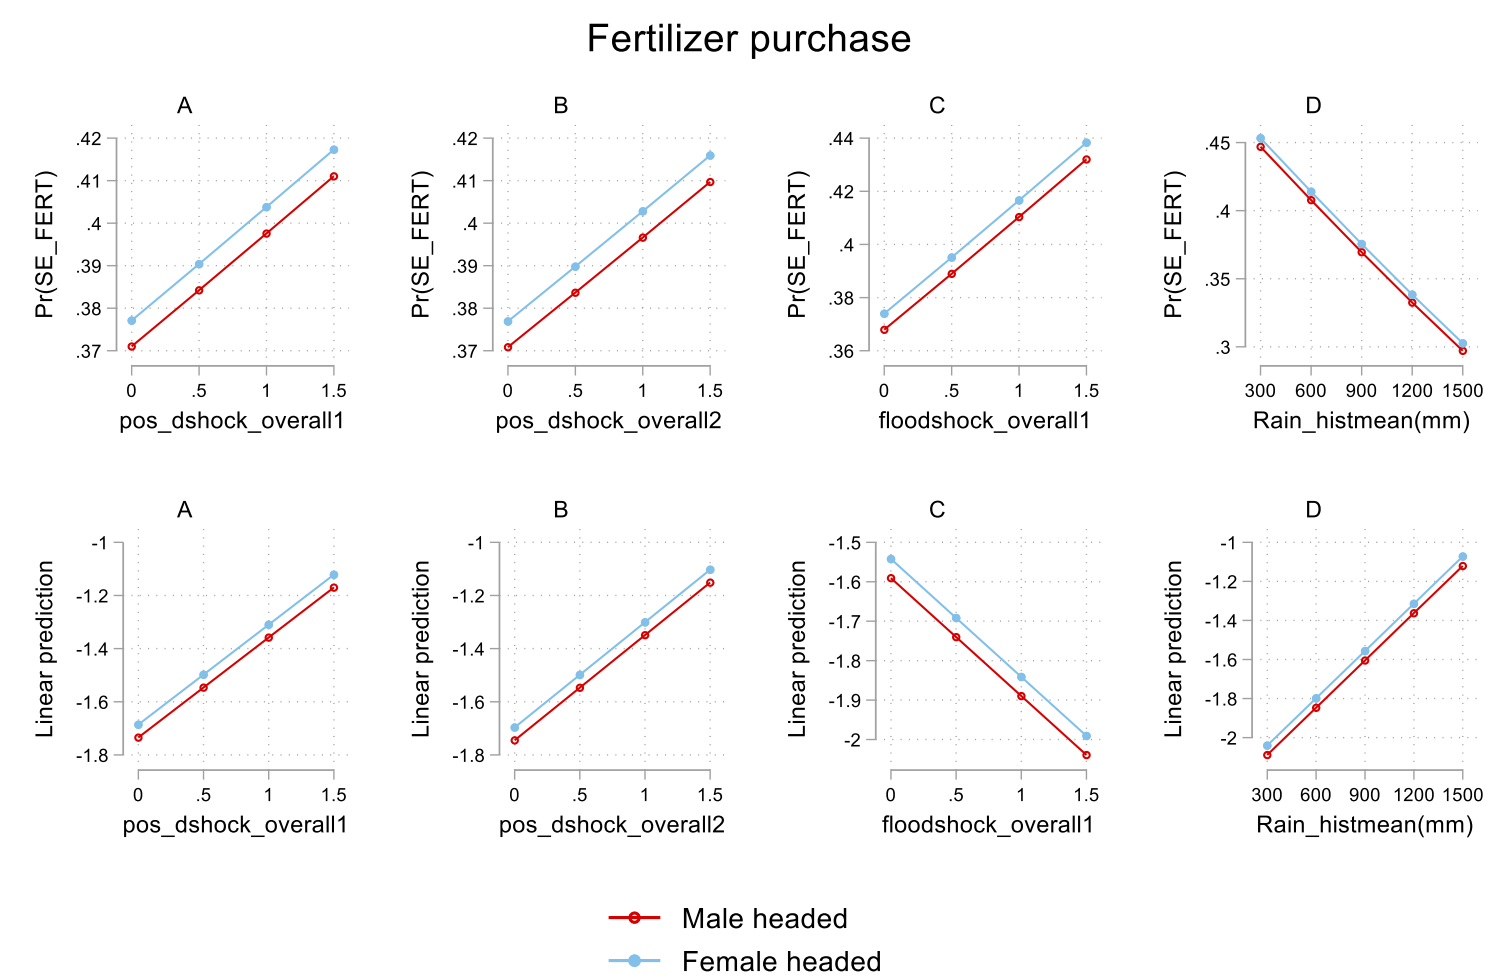 Fertilizer purchase
A
Pr(SE_FERT)
.42
.41
.4
.39
.38
.37
0 .5 1 1.5
pos_dshock_overall1
B
Pr(SE_FERT)
.42
.41
.4
.39
.38
.37
0 .5 1 1.5
pos_dshock_overall2
C
Pr(SE_FERT)
.44
.42
.4
.38
.36
0 .5 1 1.5
floodshock_overall1
D
Pr(SE_FERT)
.45
.4
.35
.3
300 600 900 1200 1500
Rain_histmean(mm)
A
Linear prediction
-1
-1.2
-1.4
-1.6
-1.8
0 .5 1 1.5
pos_dshock_overall1
B
Linear prediction
-1
-1.2
-1.4
-1.6
-1.8
0 .5 1 1.5
pos_dshock_overall2
C
Linear prediction
-1.5
-1.6
-1.7
-1.8
-1.9
-2
0 .5 1 1.5
floodshock_overall1
D
Linear prediction
-1
-1.2
-1.4
-1.6
-1.8
-2
300 600 900 1200 1500
Rain_histmean(mm)
Male headed
Female headed